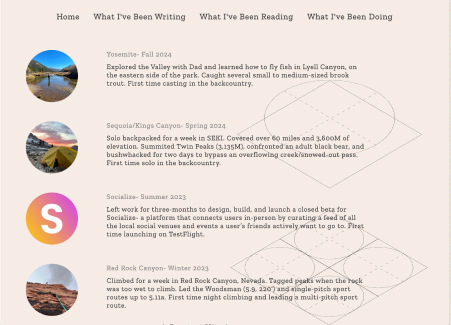 Home What I've Been Writing What I've Been Reading What I've Been Doing
Yosemite- Fall 2024
Explored the Valley with Dad and learned how to fly fish in Lyell Canyon, on
the eastern side of the park. Caught several small to medium-sized brook
trout. First time casting in the backcountry.
Sequoia/Kings Canyon- Spring 2024
Solo backpacked for a week in SEKI. Covered over 60 miles and 3,600M of
elevation. Summited Twin Peaks (3,135M), confronted an adult black bear, and
bushwhacked for two days to bypass an overflowing creek/snowed-out pass.
First time solo in the backcountry.
S
Socialize- Summer 2023
Left work for three-months to design, build, and launch a closed beta for
Socialize- a platform that connects users in-person by curating a feed of all
the local social venues and events a user's friends actively want to go to. First
time launching on TestFlight.
Red Rock Canyon- Winter 2023
Climbed for a week in Red Rock Canyon, Nevada. Tagged peaks when the rock
was too wet to climb. Led the Woodsman (5.9, 220') and single-pitch sport
routes up to 5.11a. First time night climbing and leading a multi-pitch sport
route.